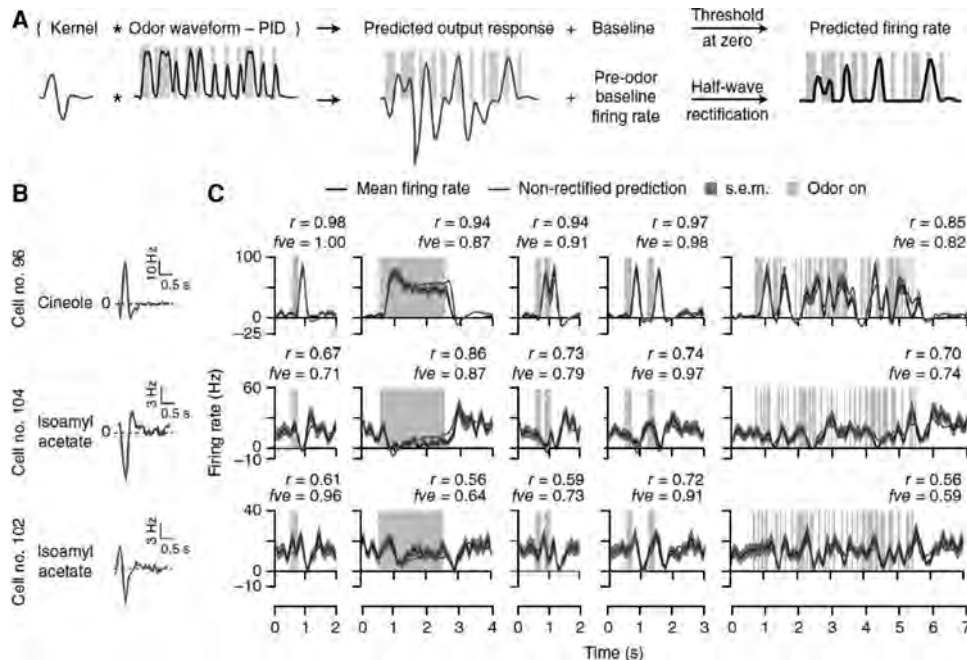 A
{ Kernel * Odor waveform – PID } Predicted output response + Baseline Threshold at zero Predicted firing rate
* + Pre-odor baseline firing rate Half-wave rectification
B
C
Mean firing rate Non-rectified prediction s.e.m. Odor on
Cell no. 96
Cineole
0
10 Hz
0.5 s
r = 0.98 r = 0.94 r = 0.94 r = 0.97 r = 0.85
fve = 1.00 fve = 0.87 fve = 0.91 fve = 0.98 fve = 0.82
100
0
−25
Cell no. 104
Isoamyl
acetate
0
3 Hz
0.5 s
r = 0.67 r = 0.86 r = 0.73 r = 0.74 r = 0.70
fve = 0.71 fve = 0.87 fve = 0.79 fve = 0.97 fve = 0.74
Firing rate (Hz)
60
0
−10
Cell no. 102
Isoamyl
acetate
3 Hz
0.5 s
r = 0.61 r = 0.56 r = 0.59 r = 0.72 r = 0.56
fve = 0.96 fve = 0.64 fve = 0.73 fve = 0.91 fve = 0.59
40
0
−10
0 1 2 0 1 2 3 4 0 1 2 0 1 2 3 0 1 2 3 4 5 6 7
Time (s)